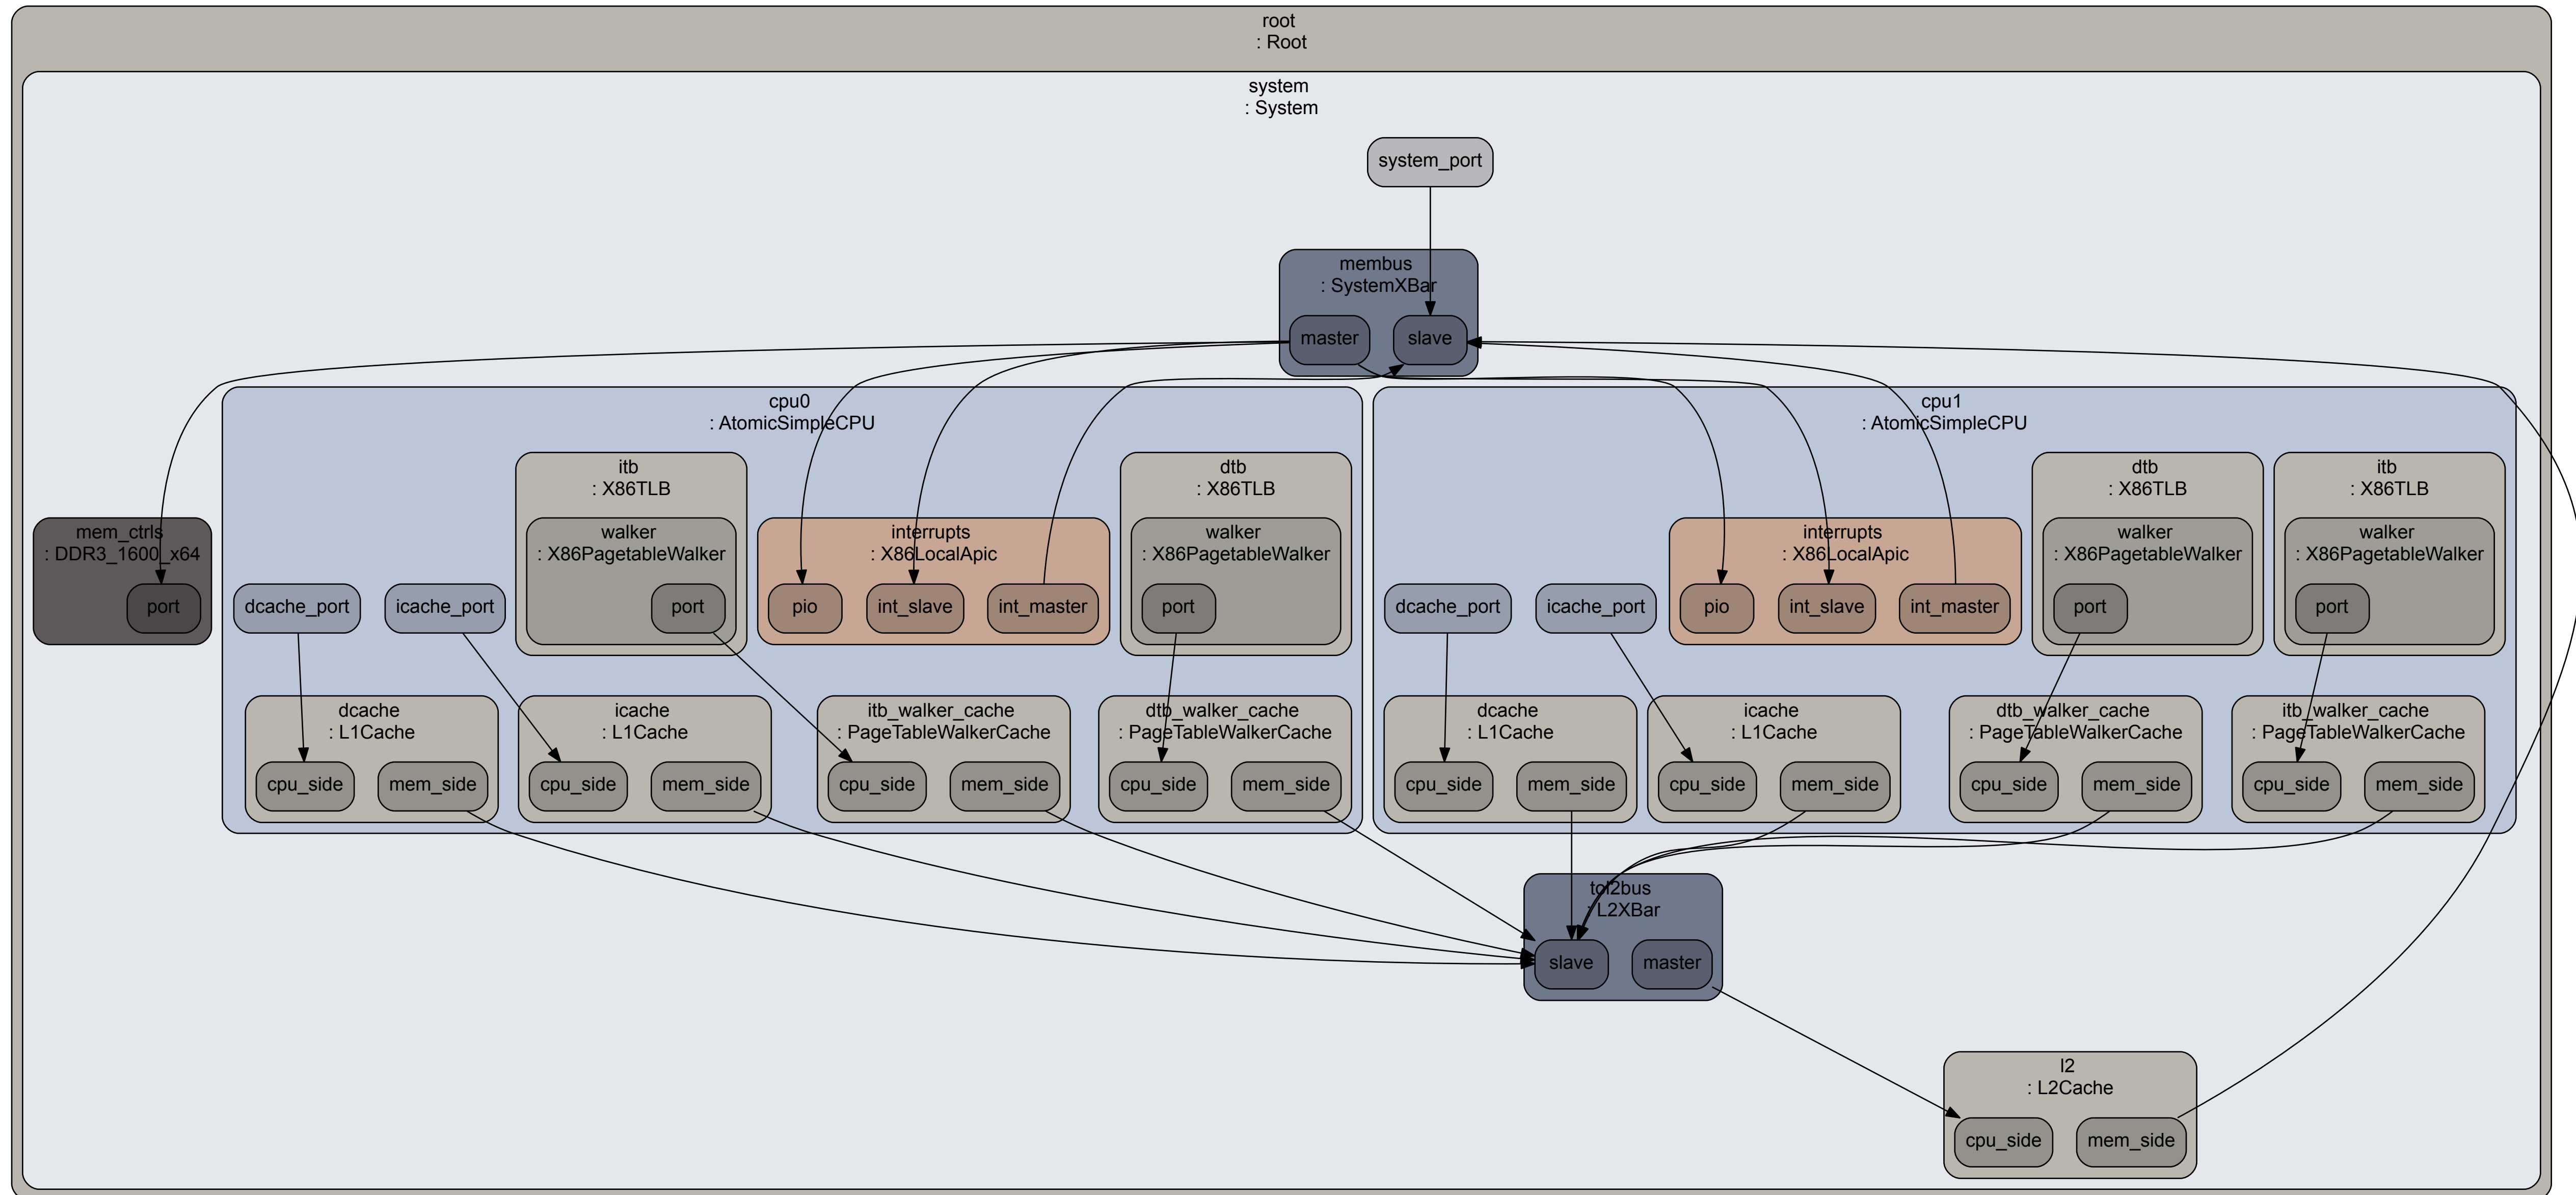 root
: Root
system
: System
system_port
membus
: SystemXBar
master
slave
mem_ctrls
: DDR3_1600_x64
port
cpu0
: AtomicSimpleCPU
dcache_port
icache_port
itb
: X86TLB
walker
: X86PagetableWalker
port
interrupts
: X86LocalApic
pio
int_slave
int_master
dtb
: X86TLB
walker
: X86PagetableWalker
port
dcache
: L1Cache
cpu_side
mem_side
icache
: L1Cache
cpu_side
mem_side
itb_walker_cache
: PageTableWalkerCache
cpu_side
mem_side
dtb_walker_cache
: PageTableWalkerCache
cpu_side
mem_side
cpu1
: AtomicSimpleCPU
dcache_port
icache_port
interrupts
: X86LocalApic
pio
int_slave
int_master
dtb
: X86TLB
walker
: X86PagetableWalker
port
itb
: X86TLB
walker
: X86PagetableWalker
port
dcache
: L1Cache
cpu_side
mem_side
icache
: L1Cache
cpu_side
mem_side
dtb_walker_cache
: PageTableWalkerCache
cpu_side
mem_side
itb_walker_cache
: PageTableWalkerCache
cpu_side
mem_side
tol2bus
: L2XBar
slave
master
l2
: L2Cache
cpu_side
mem_side